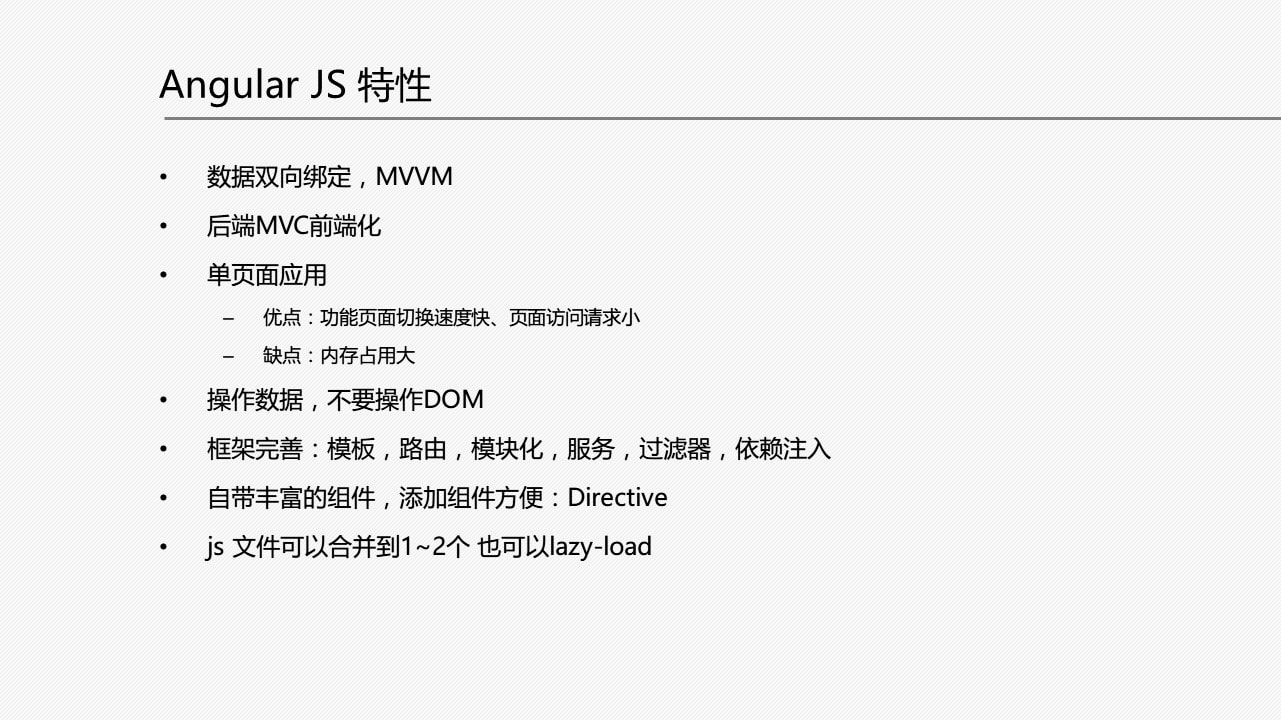 Angular JS 特性
• 数据双向绑定，MVVM
• 后端MVC前端化
• 单页面应用
– 优点：功能页面切换速度快、页面访问请求小
– 缺点：内存占用大
• 操作数据，不要操作DOM
• 框架完善：模板，路由，模块化，服务，过滤器，依赖注入
• 自带丰富的组件，添加组件方便：Directive
• js 文件可以合并到1~2个 也可以lazy-load